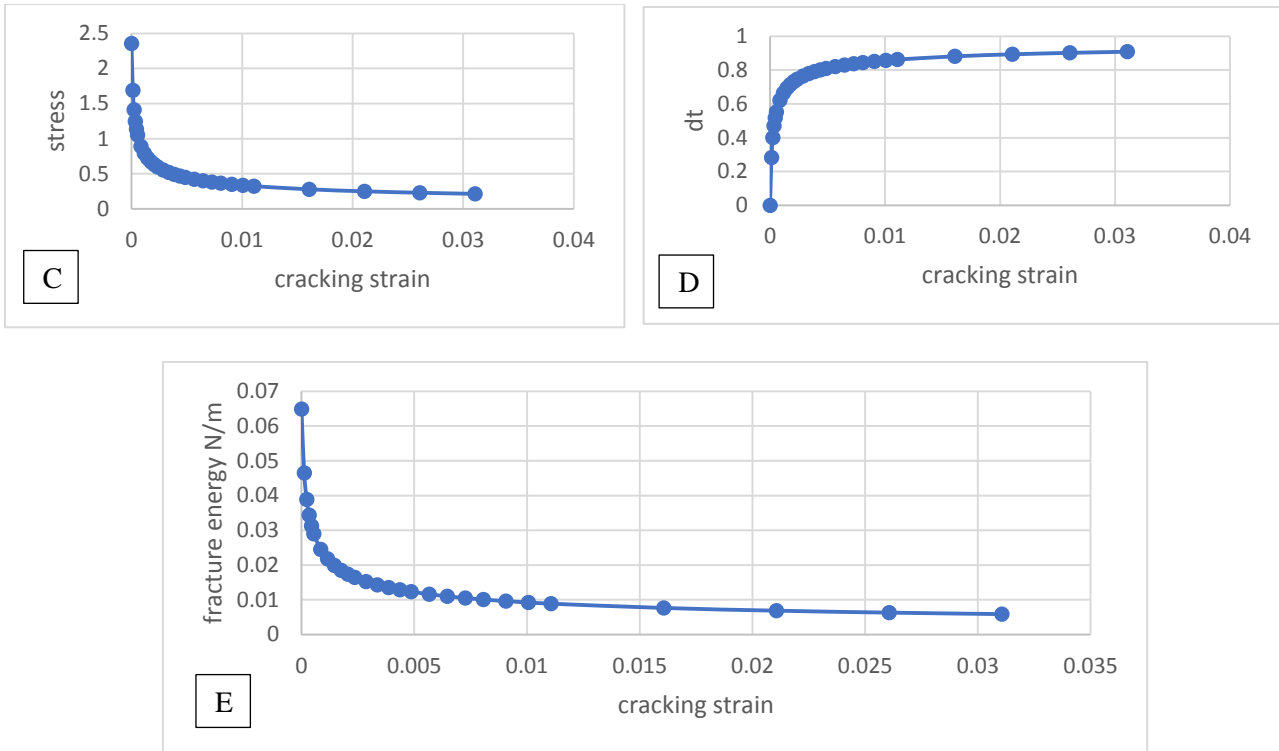 2.5
2
1.5
1
0.5
0
stress
0 0.01 0.02 0.03 0.04
cracking strain
C
1
0.8
0.6
0.4
0.2
0
dt
0 0.01 0.02 0.03 0.04
cracking strain
D
0.07
0.06
0.05
0.04
0.03
0.02
0.01
0
fracture energy N/m
0 0.005 0.01 0.015 0.02 0.025 0.03 0.035
cracking strain
E